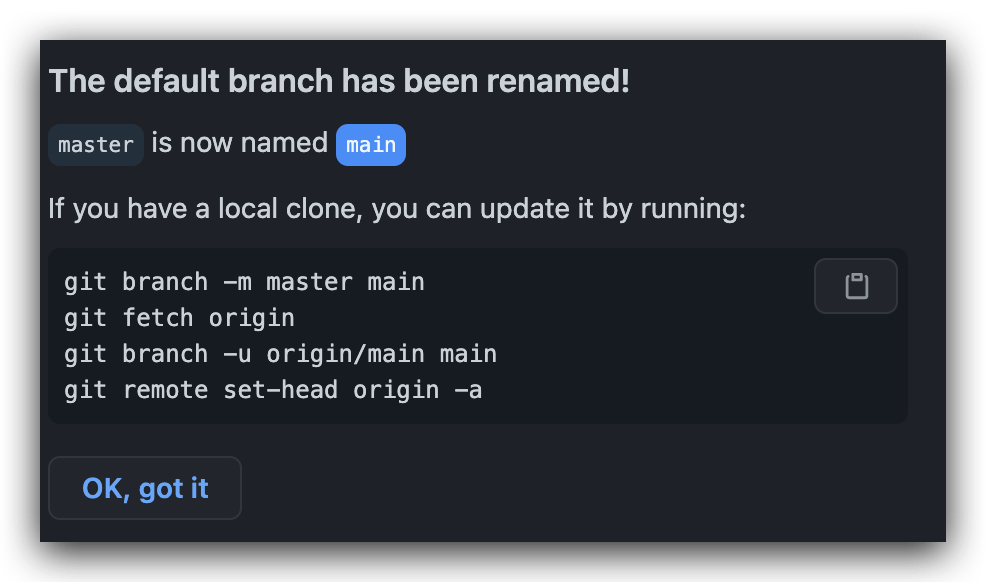 The default branch has been renamed!
master is now named main
If you have a local clone, you can update it by running:
git branch -m master main
git fetch origin
git branch -u origin/main main
git remote set-head origin -a
OK, got it